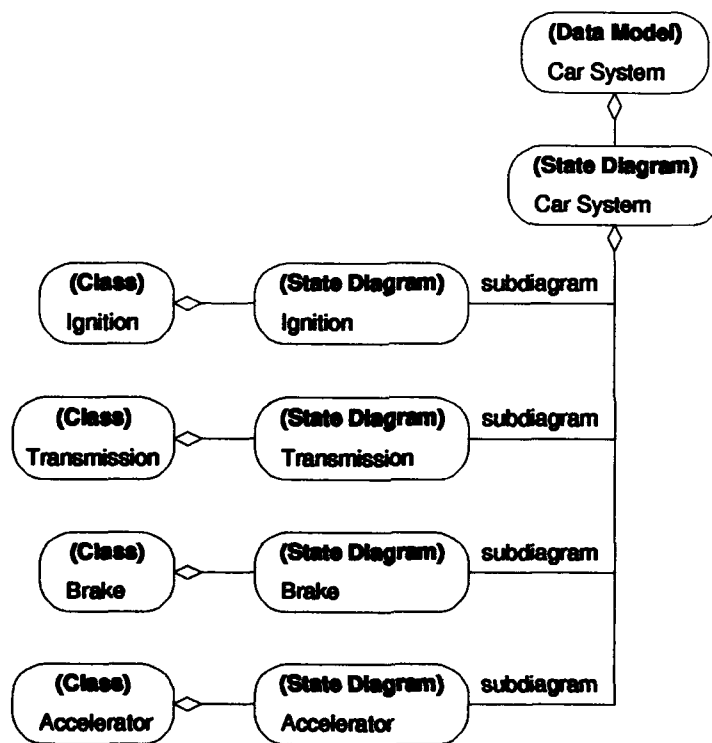 (Data Model)
Car System
(State Diagram)
Car System
(Class)
Ignition
(State Diagram)
Ignition
subdiagram
(Class)
Transmission
(State Diagram)
Transmission
subdiagram
(Class)
Brake
(State Diagram)
Brake
subdiagram
(Class)
Accelerator
(State Diagram)
Accelerator
subdiagram